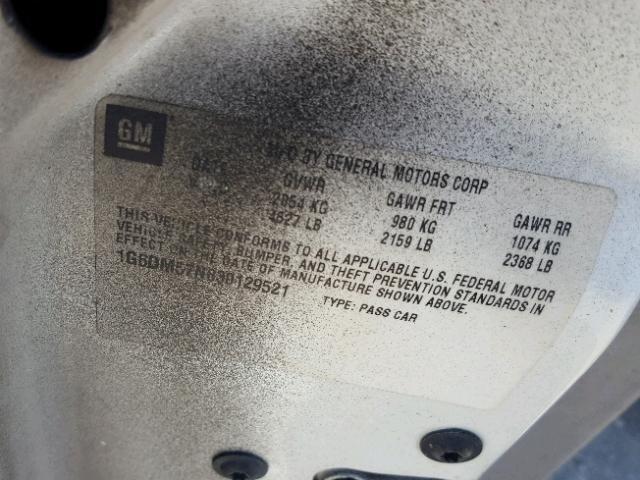 GM
MFD BY GENERAL MOTORS CORP
DATE GVWR GAWR FRT GAWR RR
2054 KG 980 KG 1074 KG
4527 LB 2159 LB 2368 LB
THIS VEHICLE CONFORMS TO ALL APPLICABLE U.S. FEDERAL MOTOR
VEHICLE SAFETY, BUMPER, AND THEFT PREVENTION STANDARDS IN
EFFECT ON THE DATE OF MANUFACTURE SHOWN ABOVE.
1G6DM57N030129521 TYPE: PASS CAR